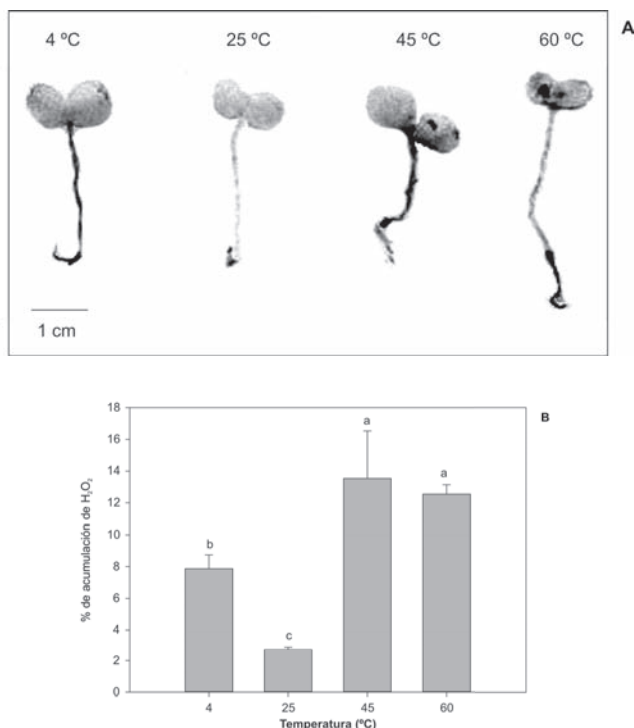 4 ºC 25 ºC 45 ºC 60 ºC A
1 cm
B
% de acumulación de H₂O₂
18
16
14
12
10
8
6
4
2
0
b
c
a
a
4 25 45 60
Temperatura (ºC)